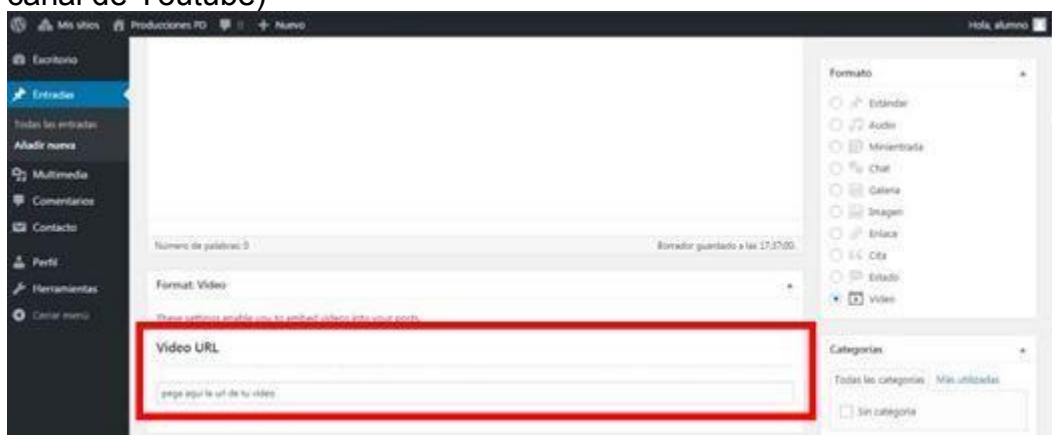 canal de Youtube)
Mis sitios Producciones PD Nuevo Hola, alumno
Escritorio
Entradas
Todas las entradas
Añadir nueva
Multimedia
Comentarios
Contacto
Perfil
Herramientas
Cerrar menú
Número de palabras: 0 Borrador guardado a las 17:37:00.
Format: Video
These settings enable you to embed videos into your posts.
Video URL
pega aqui la url de tu video
Formato
Estándar
Audio
Minientrada
Chat
Galería
Imagen
Enlace
Cita
Estado
Vídeo
Categorías
Todas las categorías Más utilizadas
Sin categoría